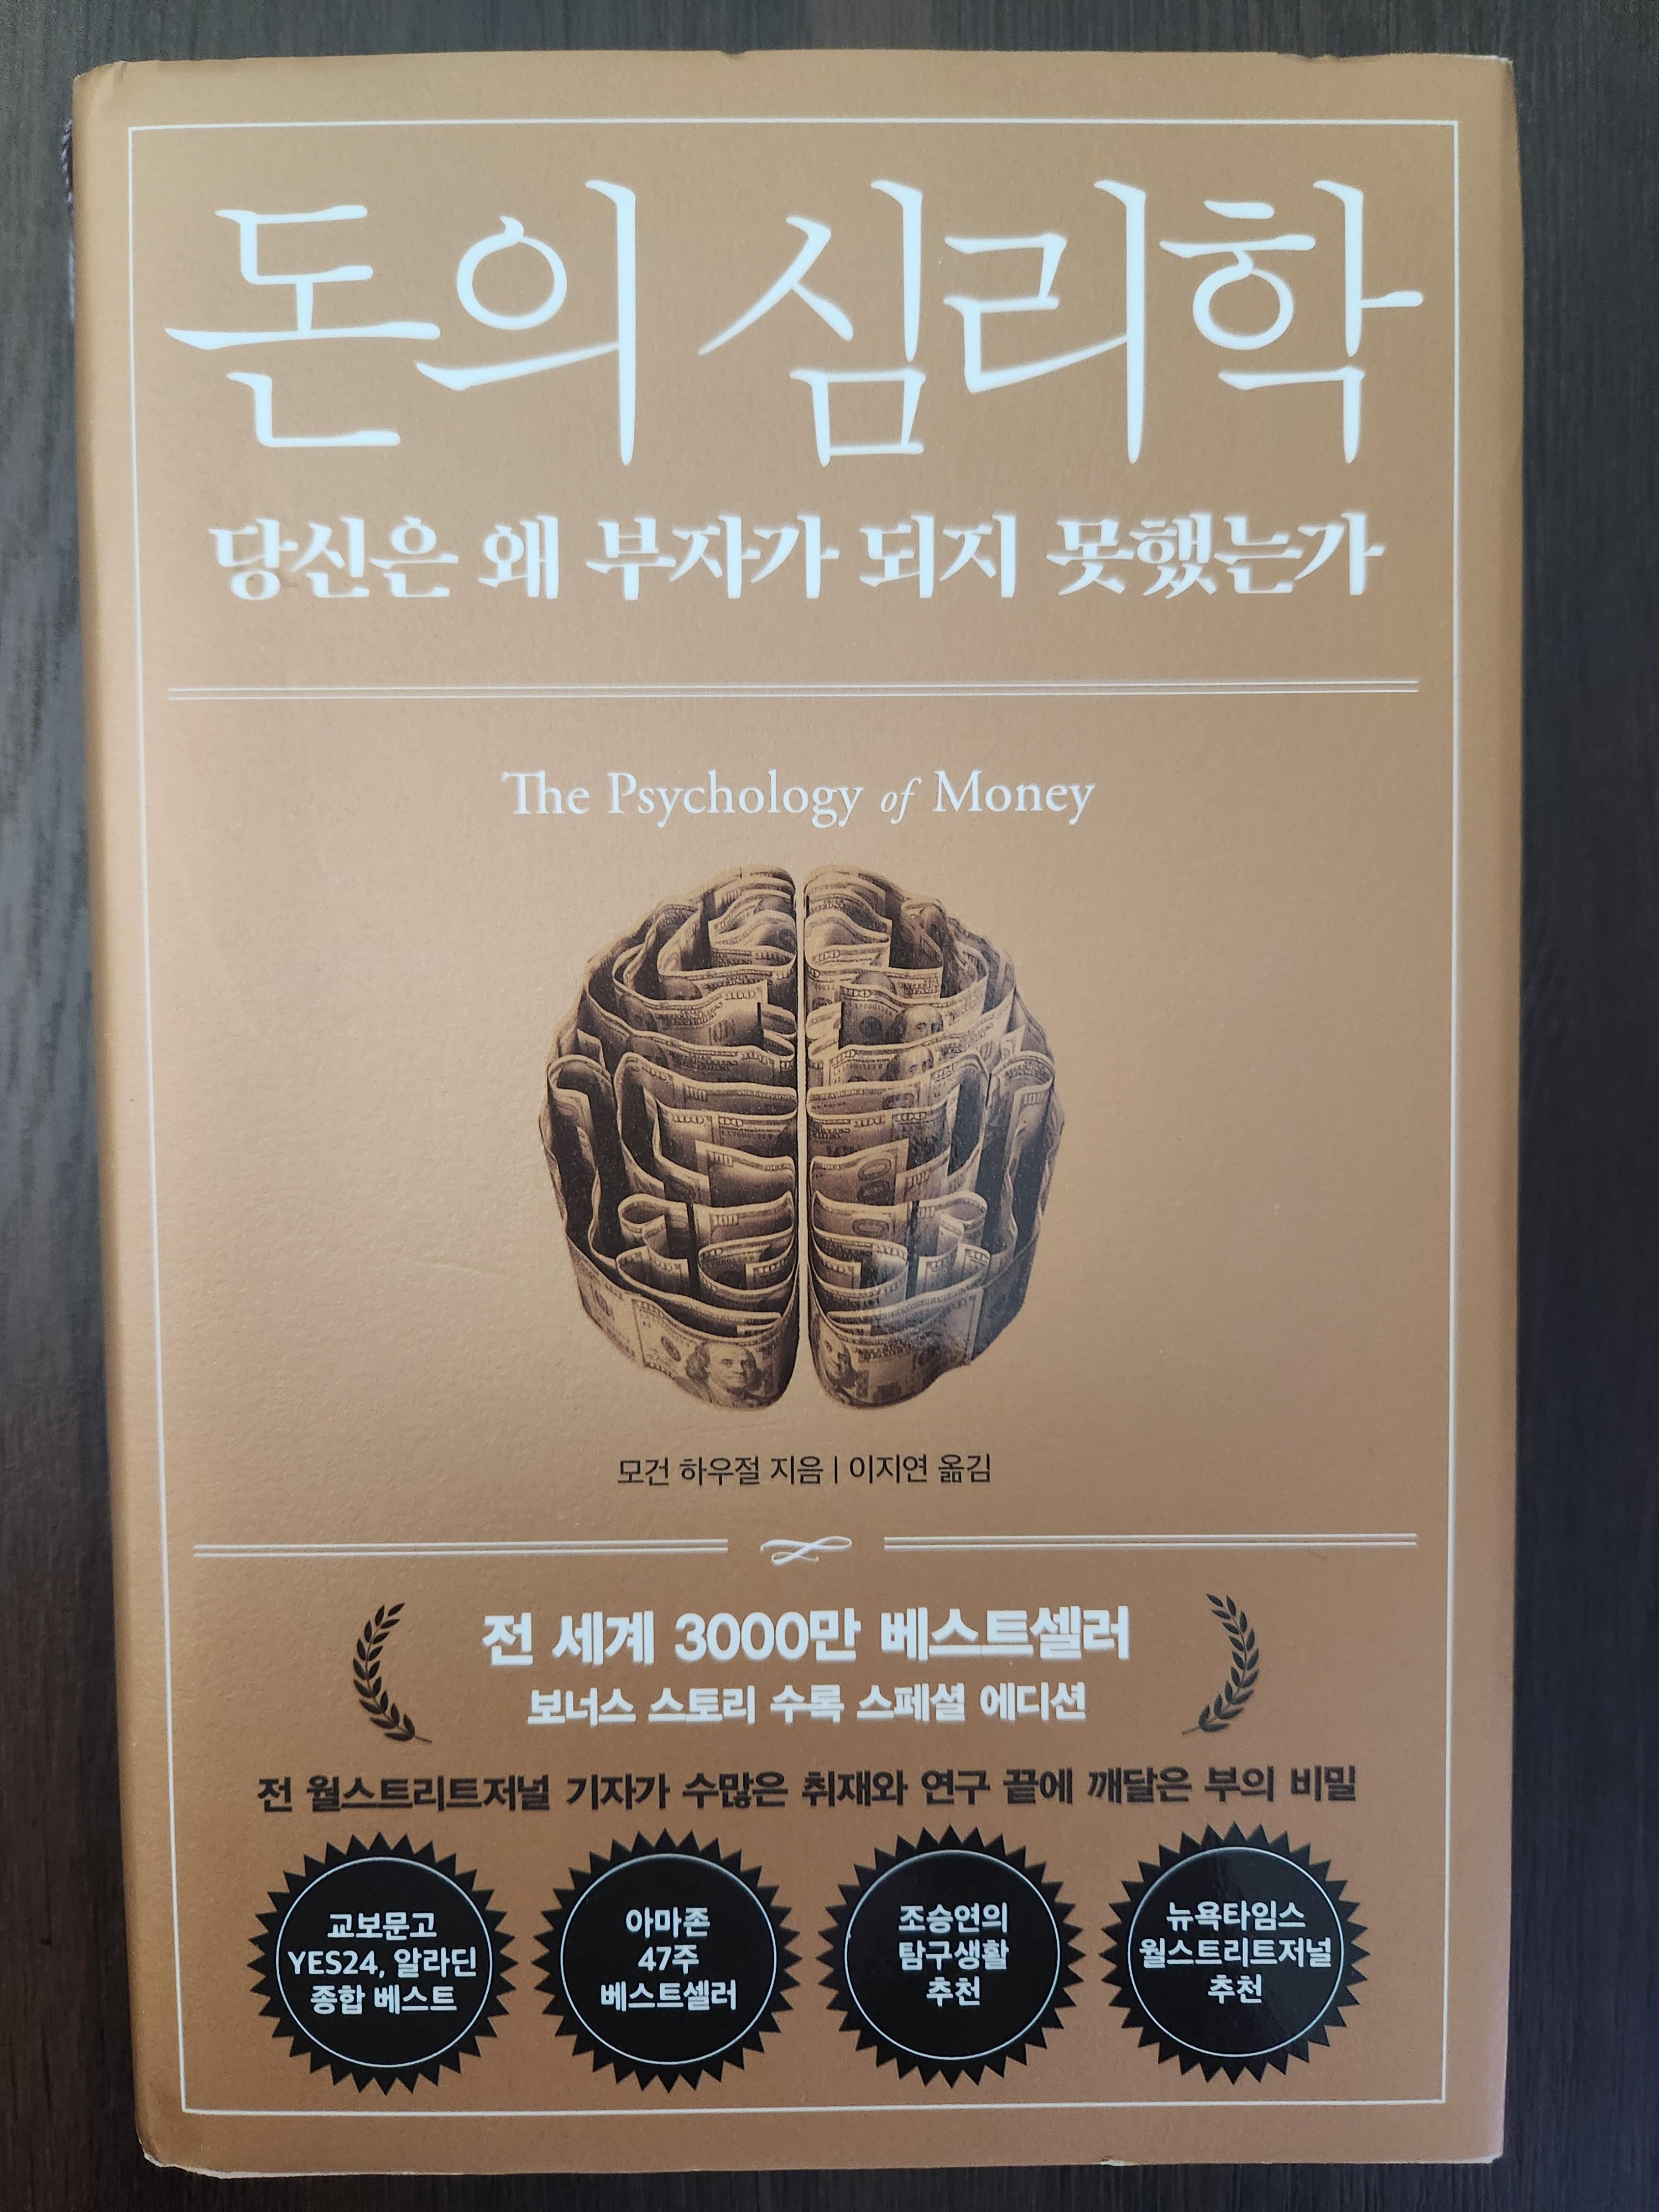 돈의 심리학
당신은 왜 부자가 되지 못했는가
The Psychology of Money
모건 하우절 지음 | 이지연 옮김
전 세계 3000만 베스트셀러
보너스 스토리 수록 스페셜 에디션
전 월스트리트저널 기자가 수많은 취재와 연구 끝에 깨달은 부의 비밀
교보문고
YES24, 알라딘
종합 베스트
아마존
47주
베스트셀러
조승연의
탐구생활
추천
뉴욕타임스
월스트리트저널
추천